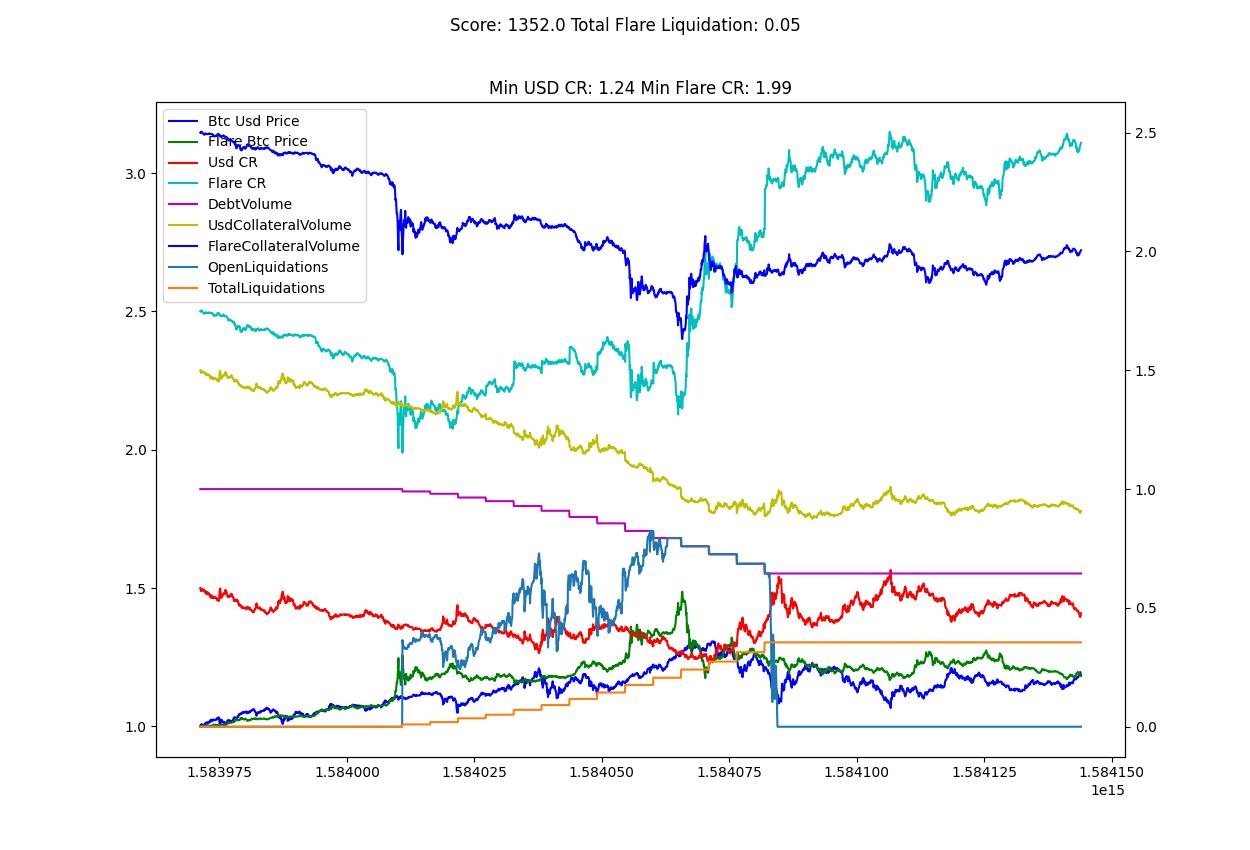 Score: 1352.0 Total Flare Liquidation: 0.05
Min USD CR: 1.24 Min Flare CR: 1.99
Btc Usd Price
Flare Btc Price
Usd CR
Flare CR
DebtVolume
UsdCollateralVolume
FlareCollateralVolume
OpenLiquidations
TotalLiquidations
3.0
2.5
2.0
1.5
1.0
2.5
2.0
1.5
1.0
0.5
0.0
1.583975
1.584000
1.584025
1.584050
1.584075
1.584100
1.584125
1.584150
1e15